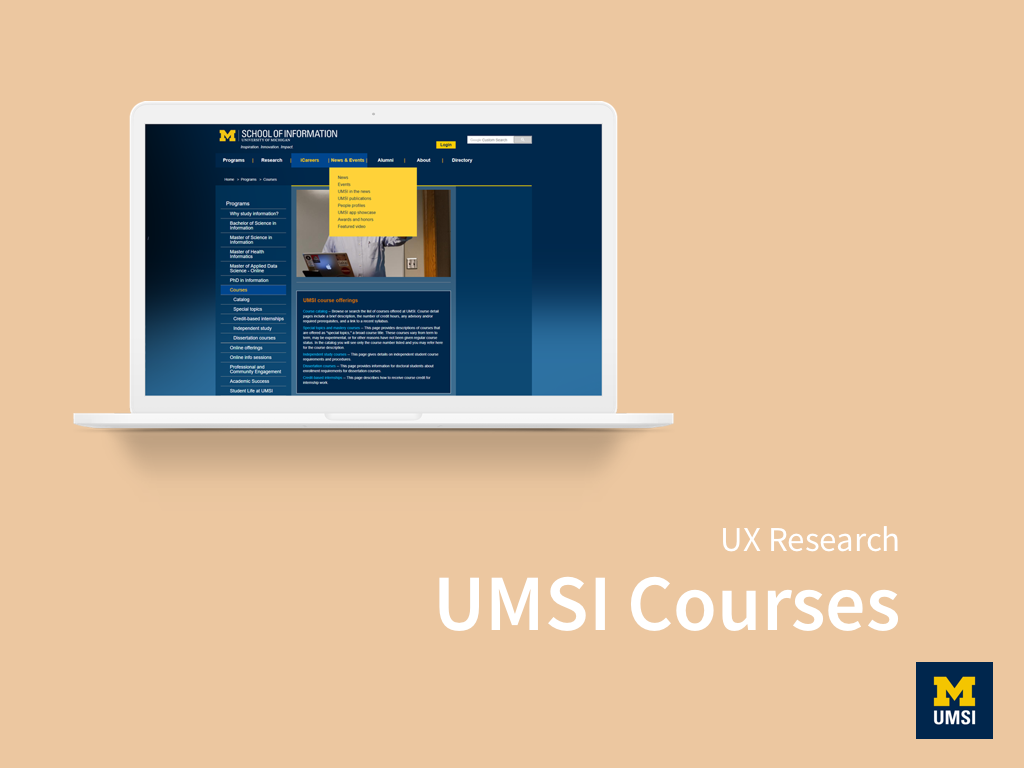 M SCHOOL OF INFORMATION
UNIVERSITY OF MICHIGAN
Inspiration Innovation Impact
Login
Custom Search
Programs | Research | iCareers | News & Events | Alumni | About | Directory
Home > Programs > Courses
News
Events
UMSI in the news
UMSI publications
People profiles
UMSI app showcase
Awards and honors
Featured video
Programs
Why study information?
Bachelor of Science in
Information
Master of Science in
Information
Master of Health
Informatics
Master of Applied Data
Science - Online
PhD in Information
Courses
Catalog
Special topics
Credit-based internships
Independent study
Dissertation courses
Online offerings
Online info sessions
Professional and
Community Engagement
Academic Success
Student Life at UMSI
UMSI course offerings
Course catalog – Browse or search the list of courses offered at UMSI. Course detail
pages include a brief description, the number of credit hours, any advisory and/or
required prerequisites, and a link to a recent syllabus.
Special topics and mastery courses – This page provides descriptions of courses that
are offered as "special topics," a broad course title. These courses vary from term to
term, may be experimental, or for other reasons have not been given regular course
status. In the catalog you will see only the course number listed and you may refer here
for the course description.
Independent study courses – This page gives details on independent student course
requirements and procedures.
Dissertation courses – This page provides information for doctoral students about
enrollment requirements for dissertation courses.
Credit-based internships – This page describes how to receive course credit for
internship work.
UX Research
UMSI Courses
M
UMSI